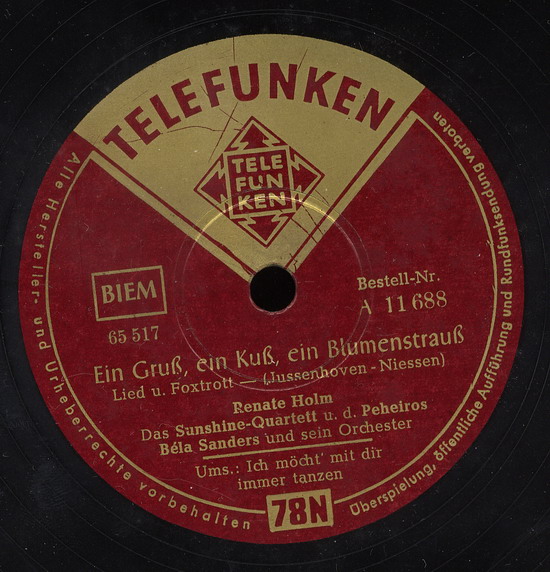 TELEFUNKEN
TELE
FUN
KEN
BIEM
65 517
Bestell-Nr.
A 11 688
Ein Gruß, ein Kuß, ein Blumenstrauß
Lied u. Foxtrott — (Jussenhoven - Niessen)
Renate Holm
Das Sunshine-Quartett u. d. Peheiros
Béla Sanders und sein Orchester
Ums.: Ich möcht' mit dir
immer tanzen
78N
Alle Hersteller- und Urheberrechte vorbehalten
Überspielung, öffentliche Aufführung und Rundfunksendung verboten